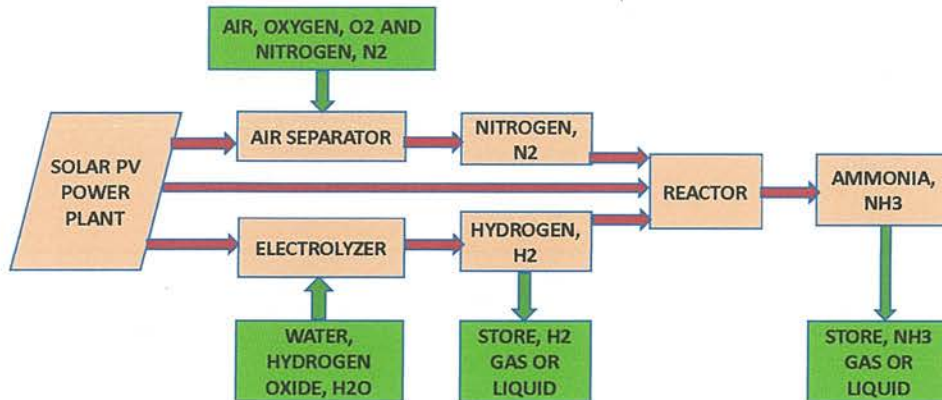 AIR, OXYGEN, O2 AND
NITROGEN, N2
AIR SEPARATOR
NITROGEN,
N2
SOLAR PV
POWER
PLANT
REACTOR
AMMONIA,
NH3
ELECTROLYZER
HYDROGEN,
H2
WATER,
HYDROGEN
OXIDE, H2O
STORE, H2
GAS OR
LIQUID
STORE, NH3
GAS OR
LIQUID